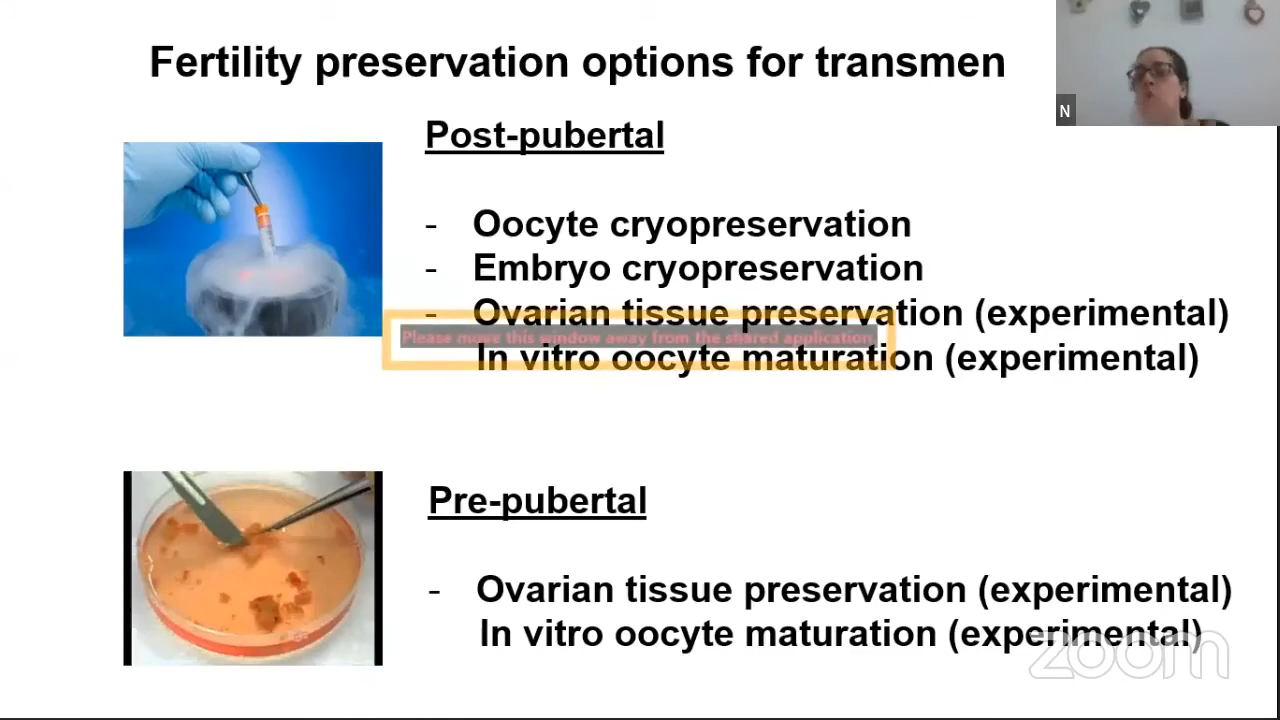 Fertility preservation options for transmen
N
Post-pubertal
- Oocyte cryopreservation
- Embryo cryopreservation
- Ovarian tissue preservation (experimental)
Please move this window away from the shared application
In vitro oocyte maturation (experimental)
Pre-pubertal
- Ovarian tissue preservation (experimental)
In vitro oocyte maturation (experimental)
zoom